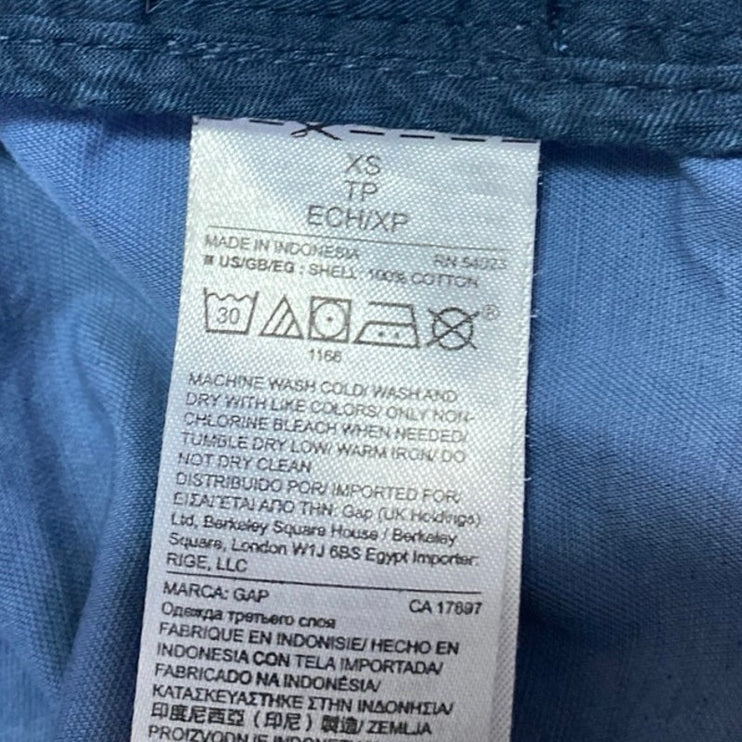 XS
TP
ECH/XP
MADE IN INDONESIA RN 54023
US/GB/EG : SHELL: 100% COTTON
30
®
1166
MACHINE WASH COLD/ WASH AND
DRY WITH LIKE COLORS/ ONLY NON-
CHLORINE BLEACH WHEN NEEDED/
TUMBLE DRY LOW/ WARM IRON/ DO
NOT DRY CLEAN
DISTRIBUIDO POR/ IMPORTED FOR/
ΕΙΣΑΓΕΤΑΙ ΑΠΟ ΤΗΝ: Gap (UK Holdings)
Ltd, Berkeley Square House / Berkeley
Square, London W1J 6BS Egypt Importer:
RIGE, LLC
MARCA: GAP CA 17897
Одежда третьего слоя
FABRIQUE EN INDONISIE/ HECHO EN
INDONESIA CON TELA IMPORTADA/
FABRICADO NA INDONÉSIA/
ΚΑΤΑΣΚΕΥΑΣΤΗΚΕ ΣΤΗΝ ΙΝΔΟΝΗΣΙΑ/
印度尼西亞 (印尼) 製造/ ZEMLJA
PROIZVODNJE INDONEZIJA/